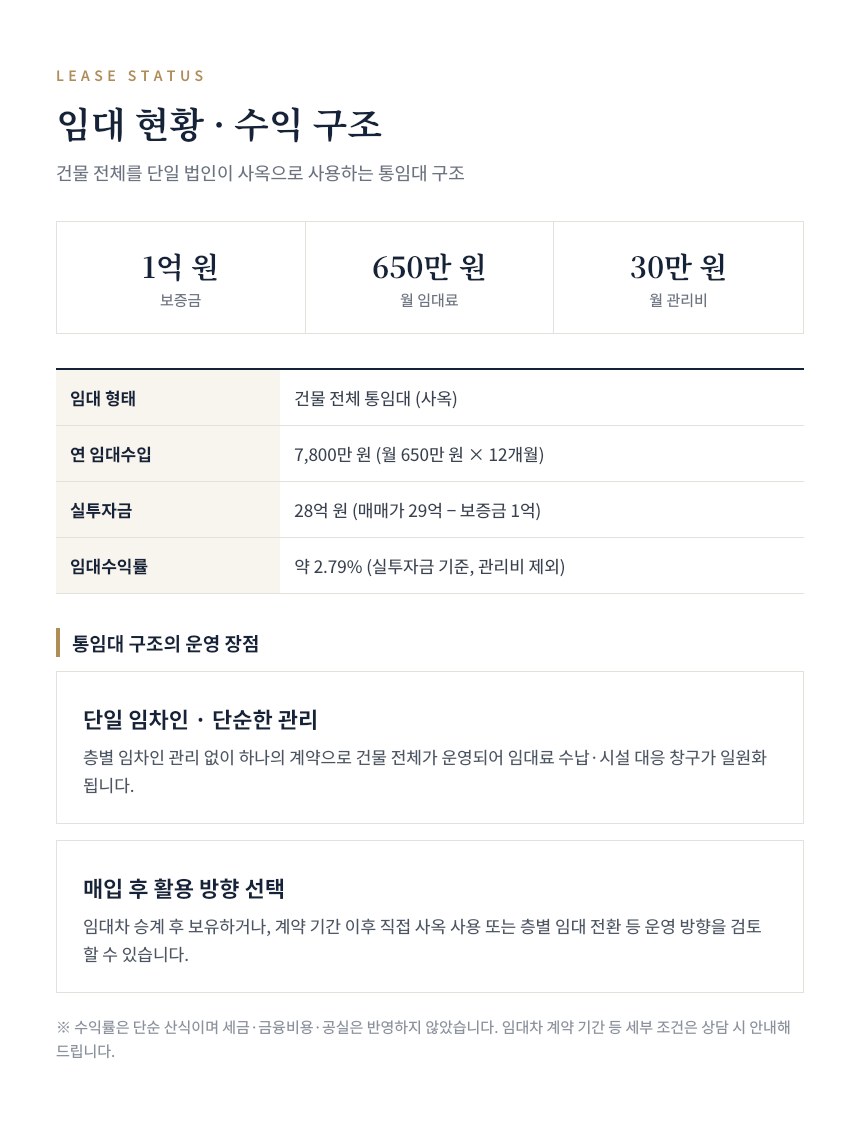 LEASE STATUS
임대 현황 · 수익 구조
건물 전체를 단일 법인이 사옥으로 사용하는 통임대 구조
1억 원
보증금
650만 원
월 임대료
30만 원
월 관리비
임대 형태
건물 전체 통임대 (사옥)
연 임대수입
7,800만 원 (월 650만 원 × 12개월)
실투자금
28억 원 (매매가 29억 − 보증금 1억)
임대수익률
약 2.79% (실투자금 기준, 관리비 제외)
통임대 구조의 운영 장점
단일 임차인 · 단순한 관리
층별 임차인 관리 없이 하나의 계약으로 건물 전체가 운영되어 임대료 수납·시설 대응 창구가 일원화
됩니다.
매입 후 활용 방향 선택
임대차 승계 후 보유하거나, 계약 기간 이후 직접 사옥 사용 또는 층별 임대 전환 등 운영 방향을 검토
할 수 있습니다.
※ 수익률은 단순 산식이며 세금·금융비용·공실은 반영하지 않았습니다. 임대차 계약 기간 등 세부 조건은 상담 시 안내해
드립니다.